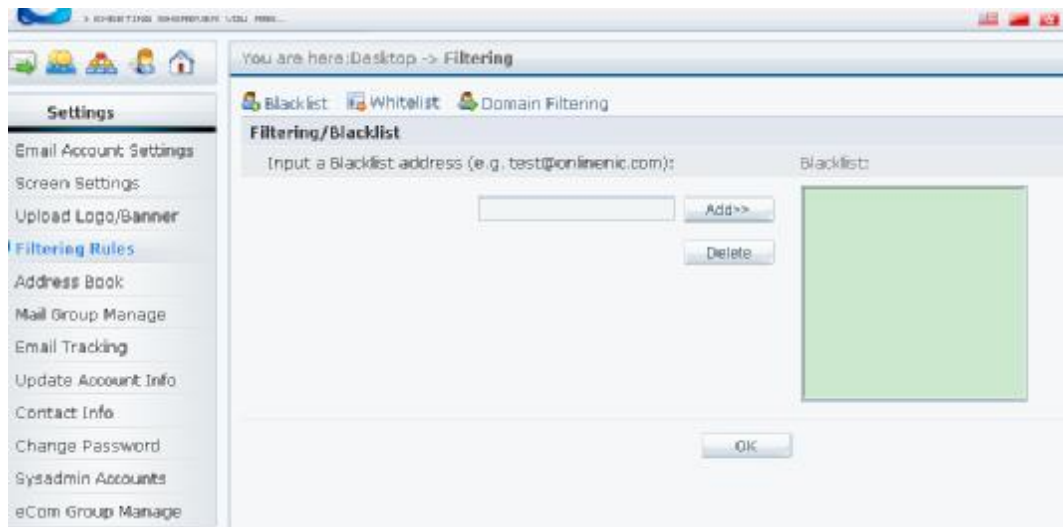 You are here:Desktop -> Filtering
Settings
Blacklist Whitelist Domain Filtering
Filtering/Blacklist
Input a Blacklist address (e.g. test@onlinenic.com):
Blacklist:
Email Account Settings
Screen Settings
Upload Logo/Banner
Filtering Rules
Address Book
Mail Group Manage
Email Tracking
Update Account Info
Contact Info
Change Password
Sysadmin Accounts
eCom Group Manage
Add>>
Delete
OK